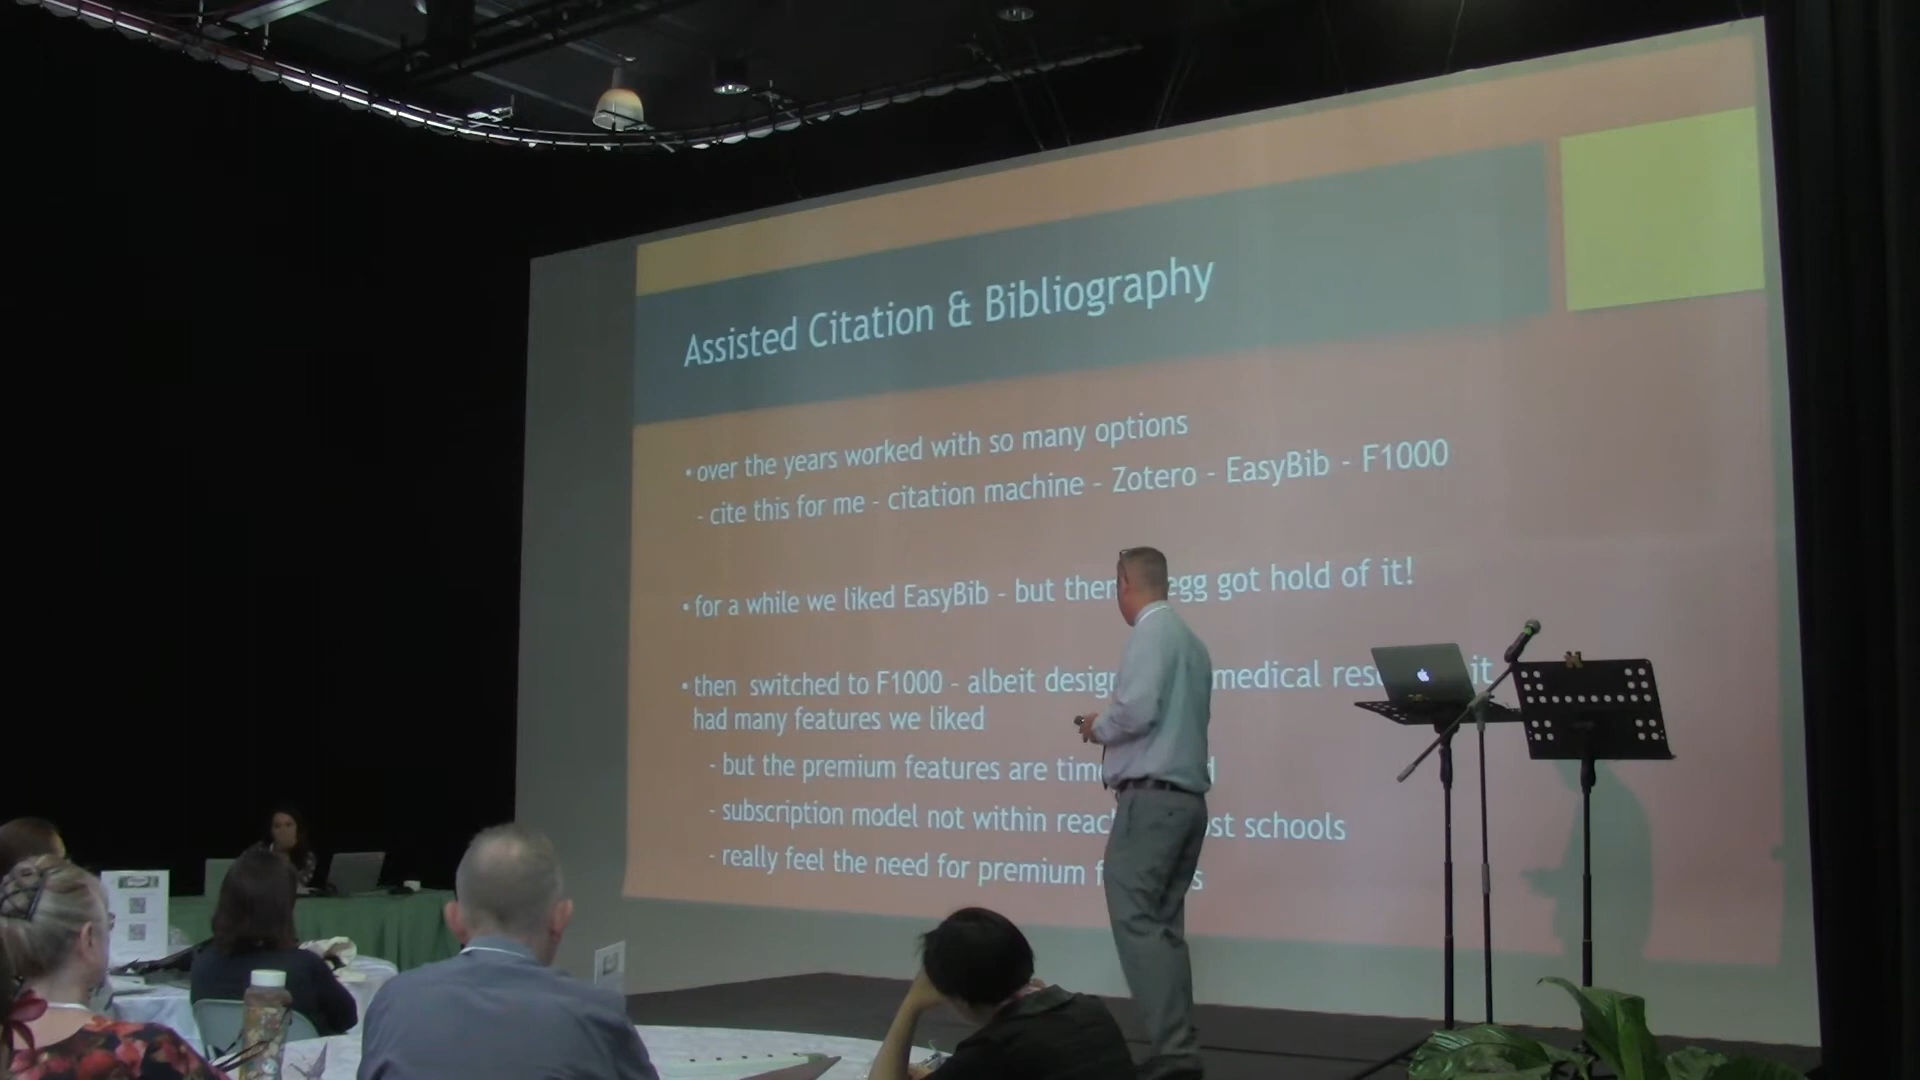 Assisted Citation & Bibliography
• over the years worked with so many options
- cite this for me - citation machine - Zotero - EasyBib - F1000
• for a while we liked EasyBib - but then egg got hold of it!
• then switched to F1000 - albeit medical it
had many features we liked
- but the premium features are
- subscription model not within schools
- really feel the need for premium